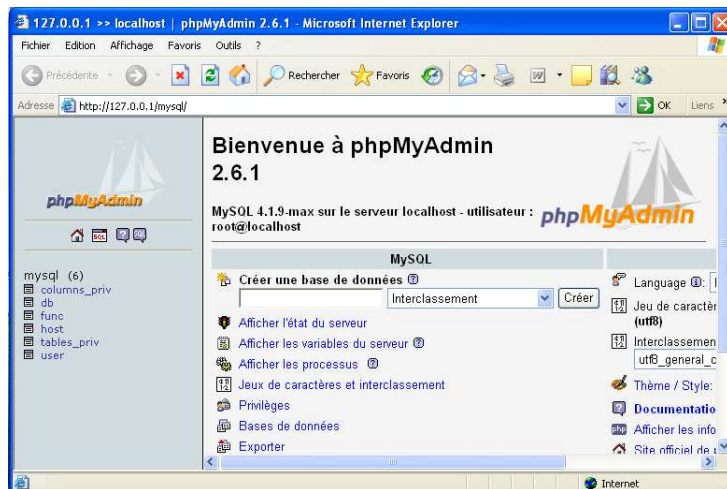 127.0.0.1 >> localhost | phpMyAdmin 2.6.1 - Microsoft Internet Explorer
Fichier Edition Affichage Favoris Outils ?
Précédente Rechercher Favoris
Adresse http://127.0.0.1/mysql/ OK Liens »
phpMyAdmin
SQL
mysql (6)
columns_priv
db
func
host
tables_priv
user
Bienvenue à phpMyAdmin
2.6.1
MySQL 4.1.9-max sur le serveur localhost - utilisateur :
root@localhost
phpMyAdmin
MySQL
Créer une base de données
Interclassement Créer
Afficher l'état du serveur
Afficher les variables du serveur
Afficher les processus
Jeux de caractères et interclassement
Privilèges
Bases de données
Exporter
Language :
Jeu de caractèr
(utf8)
Interclassemen
utf8_general_c
Thème / Style:
Documentatio
php Afficher les info
Site officiel de
Internet